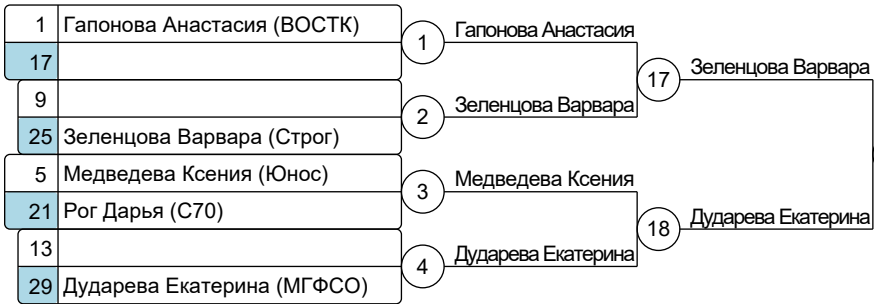 1 Гапонова Анастасия (ВОСТК)
17
9
25 Зеленцова Варвара (Строг)
5 Медведева Ксения (Юнос)
21 Рог Дарья (С70)
13
29 Дударева Екатерина (МГФСО)
1 Гапонова Анастасия
2 Зеленцова Варвара
3 Медведева Ксения
4 Дударева Екатерина
17 Зеленцова Варвара
18 Дударева Екатерина